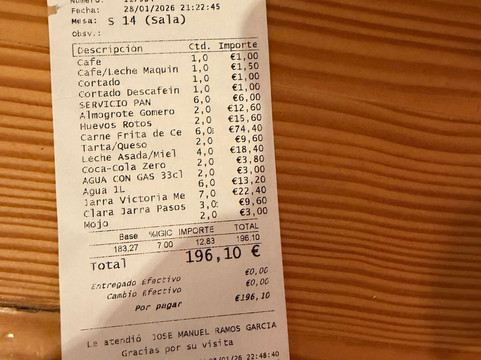 Fecha: 28/01/2026 21:22:45
Mesa: S 14 (Sala)
Obsv.:
Descripción Ctd. Importe
Cafe 1,0 €1,00
Cafe/Leche Maquin 1,0 €1,50
Cortado 1,0 €1,00
Cortado Descafein 1,0 €1,00
SERVICIO PAN 6,0 €6,00
Almogrote Gomero 2,0 €12,60
Huevos Rotos 2,0 €15,60
Carne Frita de Ce 6,0 €74,40
Tarta/Queso 2,0 €9,60
Leche Asada/Miel 4,0 €18,40
Coca-Cola Zero 2,0 €3,80
AGUA CON GAS 33cl 2,0 €3,00
Agua 1L 6,0 €13,20
Jarra Victoria Me 7,0 €22,40
Clara Jarra Pasos 3,0 €9,60
Mojo 2,0 €3,00
Base %IGIC IMPORTE TOTAL
183,27 7.00 12,83 196,10
Total 196,10 €
Entregado Efectivo €0,00
Cambio Efectivo €0,00
Por pagar €196,10
Le atendió JOSE MANUEL RAMOS GARCIA
Gracias por su visita
/01/26 22:48:40